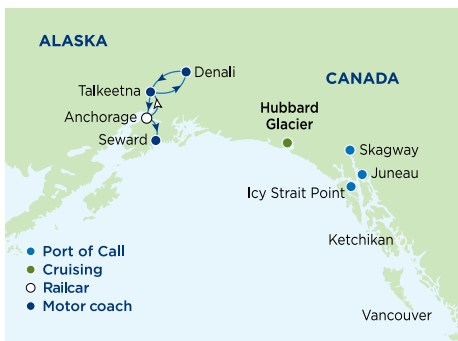 ALASKA
Denali
CANADA
Talkeetna
Hubbard
Glacier
Anchorage
Seward
Skagway
Juneau
Icy Strait Point
Ketchikan
Port of Call
Cruising
Railcar
Motor coach
Vancouver